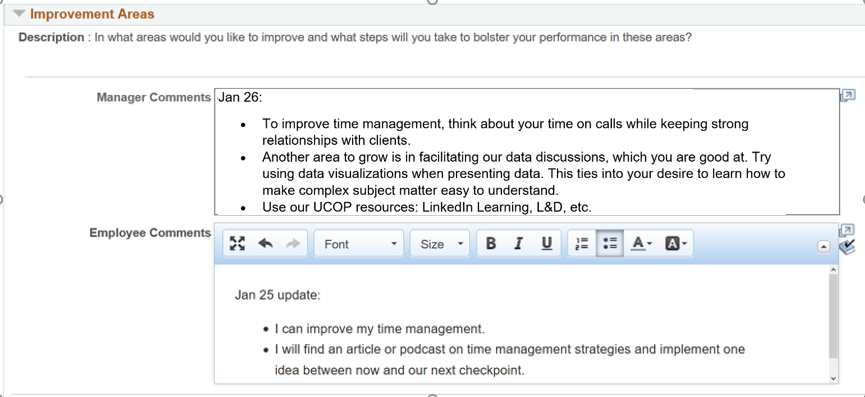 Improvement Areas
Description : In what areas would you like to improve and what steps will you take to bolster your performance in these areas?
Manager Comments
Jan 26:
• To improve time management, think about your time on calls while keeping strong
relationships with clients.
• Another area to grow is in facilitating our data discussions, which you are good at. Try
using data visualizations when presenting data. This ties into your desire to learn how to
make complex subject matter easy to understand.
• Use our UCOP resources: LinkedIn Learning, L&D, etc.
Employee Comments
Font Size B I U A A
Jan 25 update:
• I can improve my time management.
• I will find an article or podcast on time management strategies and implement one
idea between now and our next checkpoint.